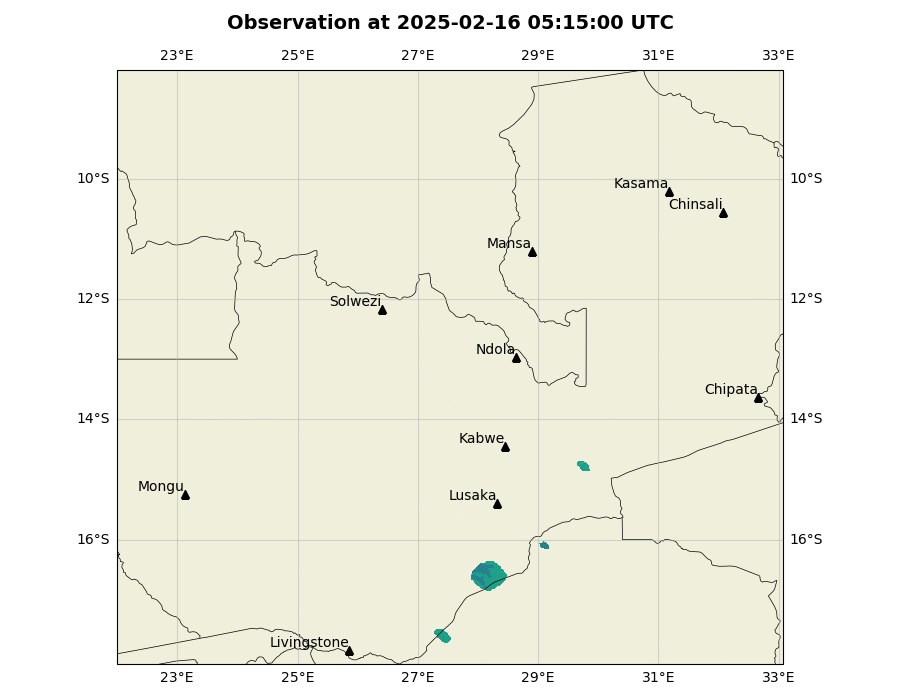 Observation at 2025-02-16 05:15:00 UTC
23°E 25°E 27°E 29°E 31°E 33°E
10°S 10°S
Kasama
Chinsali
Mansa
12°S 12°S
Solwezi
Ndola
Chipata
14°S 14°S
Kabwe
Mongu
Lusaka
16°S 16°S
Livingstone
23°E 25°E 27°E 29°E 31°E 33°E